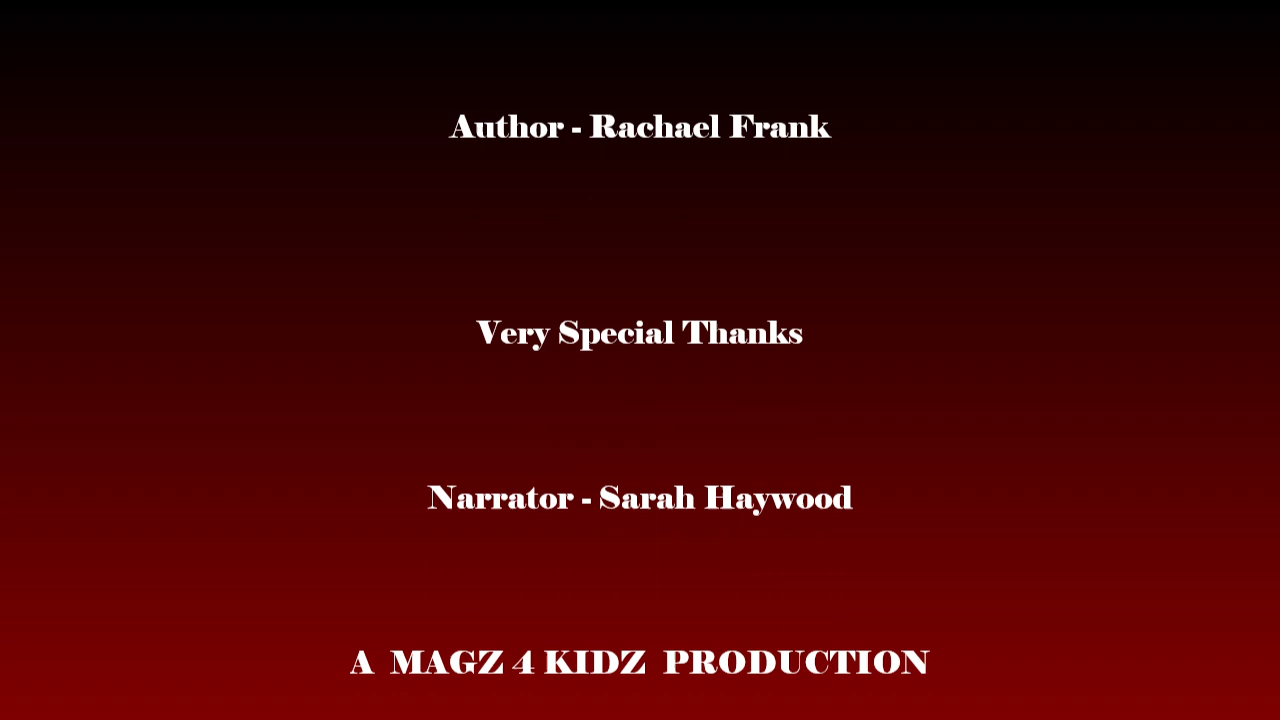 Author - Rachael Frank
Very Special Thanks
Narrator - Sarah Haywood
A MAGZ 4 KIDZ PRODUCTION